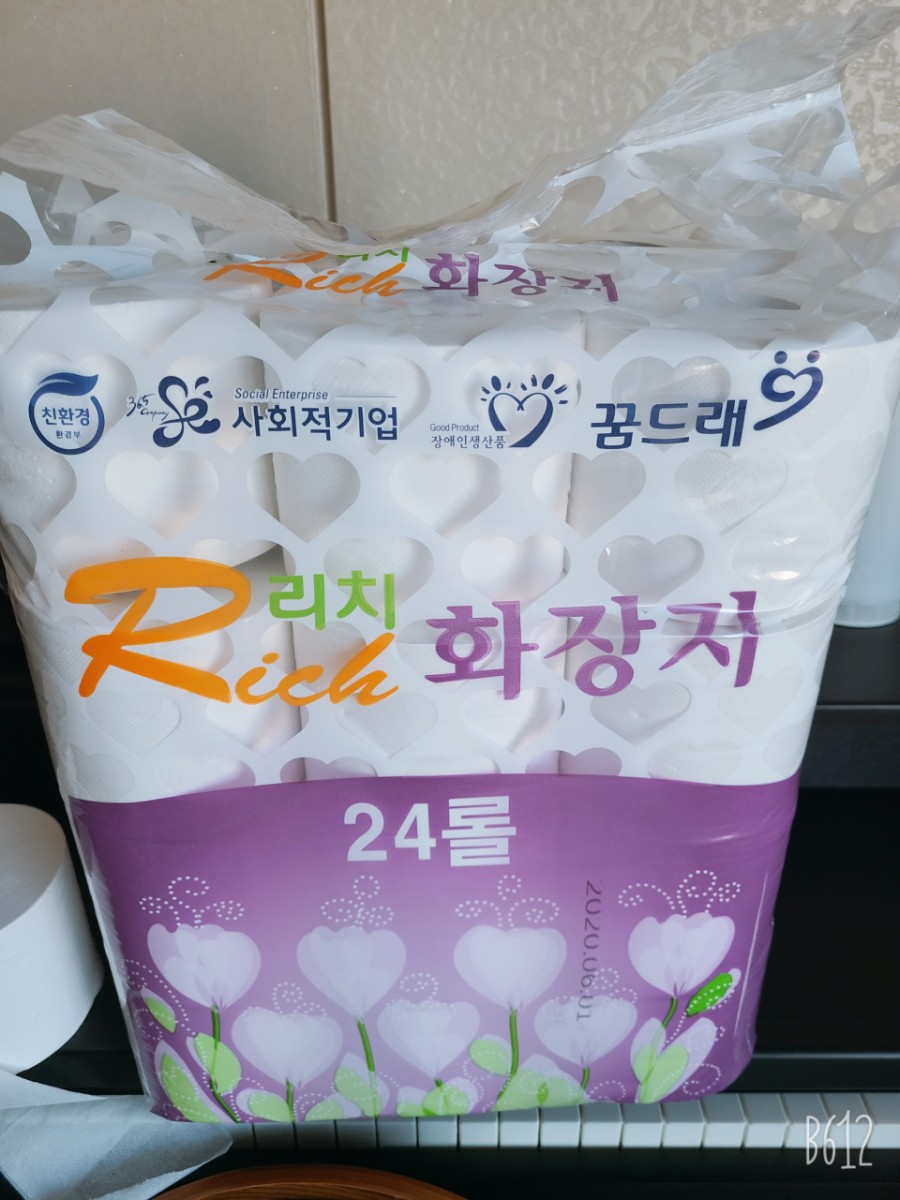 리치
Rich 화장지
친환경
환경부
365
Company
Social Enterprise
사회적기업
Good Product
장애인생산품
꿈드래
리치
Rich 화장지
24롤
2020.06.01
B612